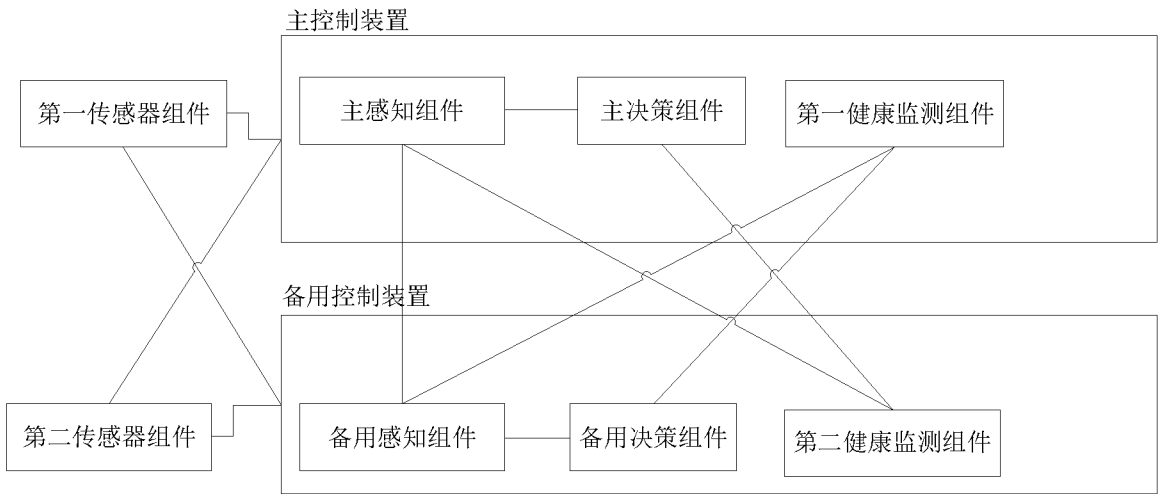 主控制装置
第一传感器组件
主感知组件
主决策组件
第一健康监测组件
备用控制装置
第二传感器组件
备用感知组件
备用决策组件
第二健康监测组件